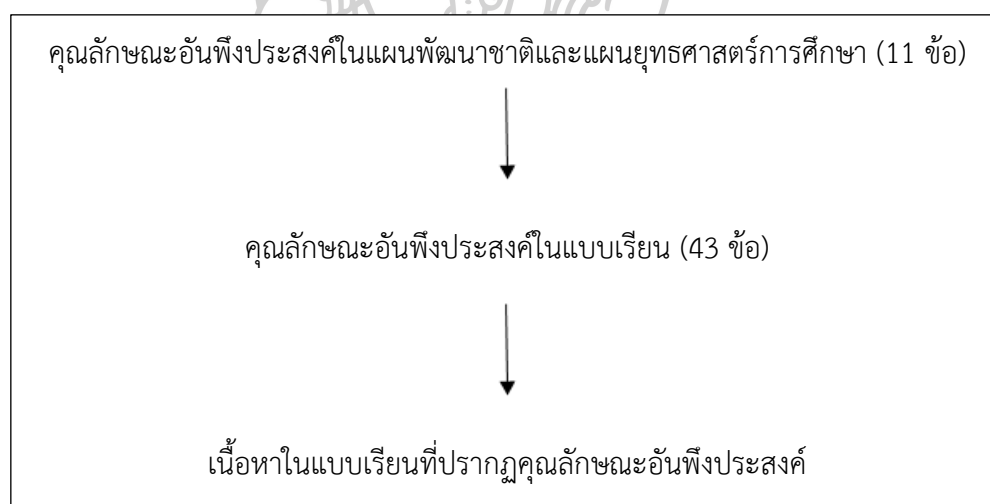 คุณลักษณะอันพึงประสงค์ในแผนพัฒนาชาติและแผนยุทธศาสตร์การศึกษา (11 ข้อ)
คุณลักษณะอันพึงประสงค์ในแบบเรียน (43 ข้อ)
เนื้อหาในแบบเรียนที่ปรากฏคุณลักษณะอันพึงประสงค์